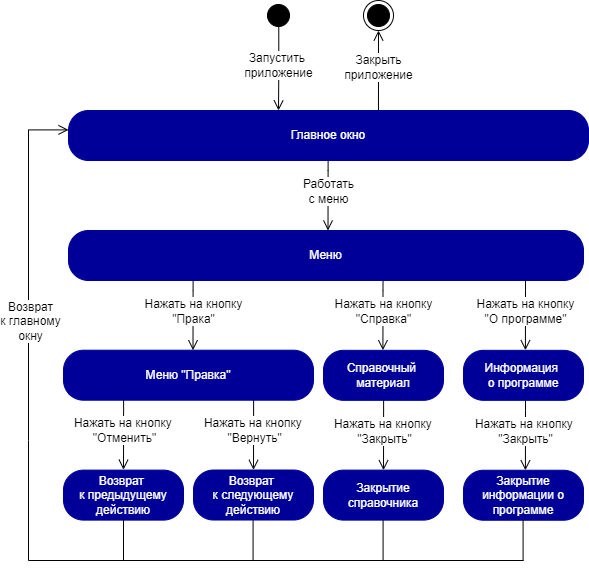 Запустить
приложение
Закрыть
приложение
Главное окно
Работать
с меню
Меню
Нажать на кнопку
"Прака"
Нажать на кнопку
"Справка"
Нажать на кнопку
"О программе"
Возврат
к главному
окну
Меню "Правка"
Справочный
материал
Информация
о программе
Нажать на кнопку
"Отменить"
Нажать на кнопку
"Вернуть"
Нажать на кнопку
"Закрыть"
Нажать на кнопку
"Закрыть"
Возврат
к предыдущему
действию
Возврат
к следующему
действию
Закрытие
справочника
Закрытие
информации о
программе